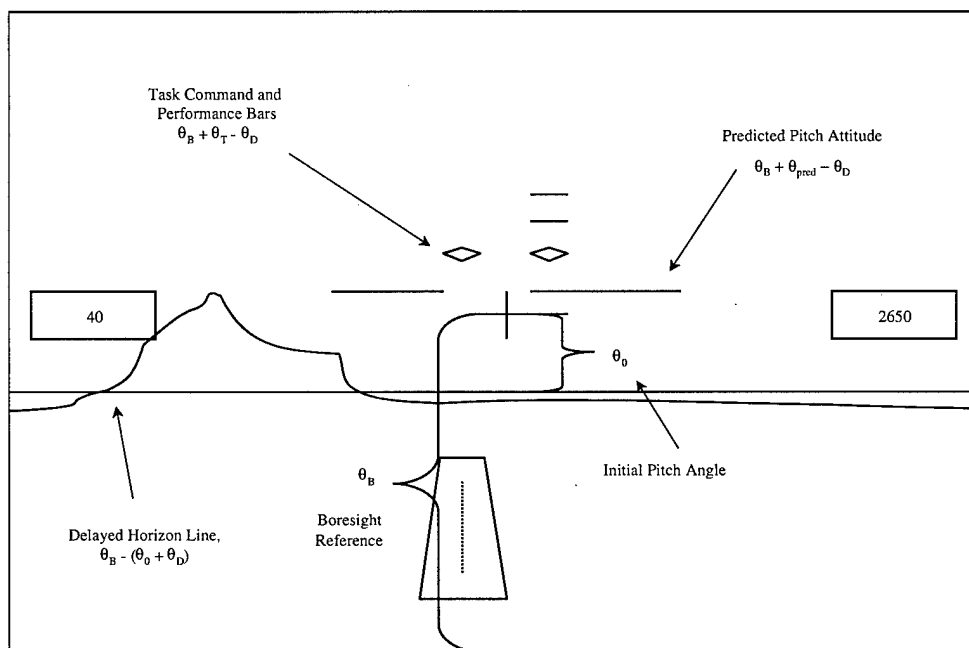 Task Command and
Performance Bars
θB + θT - θD
Predicted Pitch Attitude
θB + θpred − θD
40
2650
θ0
Initial Pitch Angle
θB
Boresight
Reference
Delayed Horizon Line,
θB - (θ0 + θD)